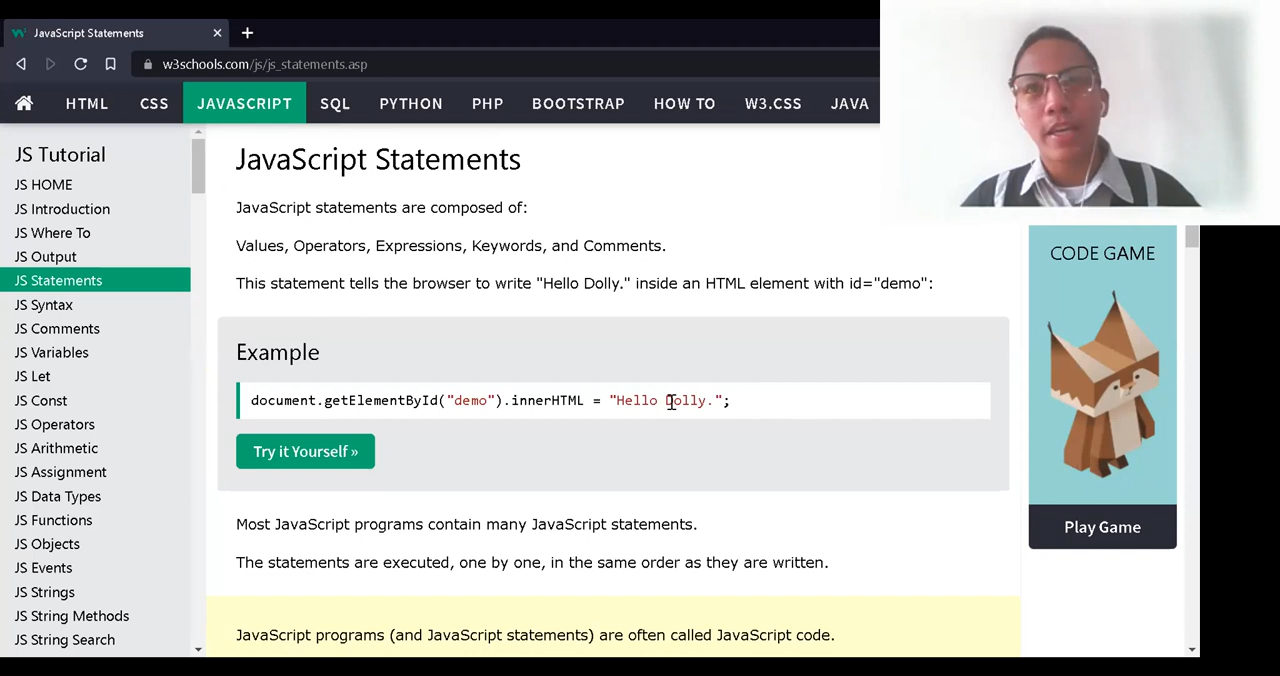 JavaScript Statements
w3schools.com/js/js_statements.asp
HTML CSS JAVASCRIPT SQL PYTHON PHP BOOTSTRAP HOW TO W3.CSS JAVA
JS Tutorial
JS HOME
JS Introduction
JS Where To
JS Output
JS Statements
JS Syntax
JS Comments
JS Variables
JS Let
JS Const
JS Operators
JS Arithmetic
JS Assignment
JS Data Types
JS Functions
JS Objects
JS Events
JS Strings
JS String Methods
JS String Search
JavaScript Statements
JavaScript statements are composed of:
Values, Operators, Expressions, Keywords, and Comments.
This statement tells the browser to write "Hello Dolly." inside an HTML element with id="demo":
Example
document.getElementById("demo").innerHTML = "Hello Dolly.";
Try it Yourself »
Most JavaScript programs contain many JavaScript statements.
The statements are executed, one by one, in the same order as they are written.
JavaScript programs (and JavaScript statements) are often called JavaScript code.
CODE GAME
Play Game